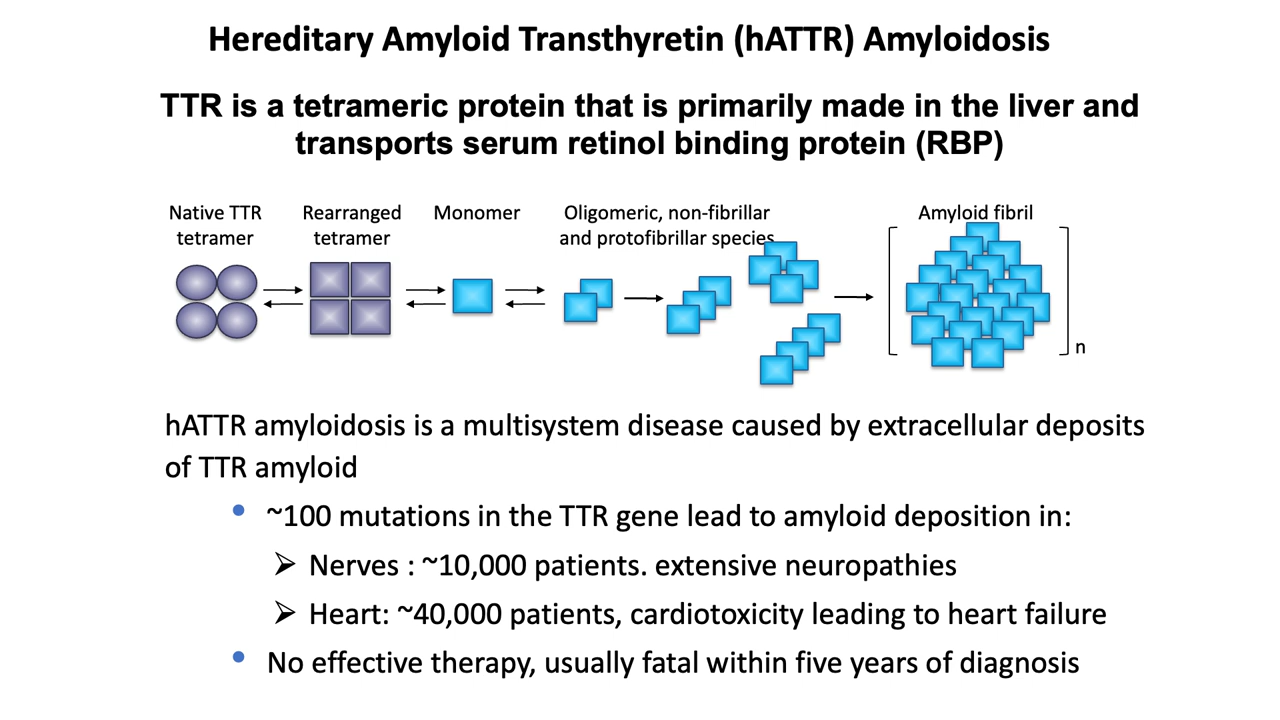 Hereditary Amyloid Transthyretin (hATTR) Amyloidosis
TTR is a tetrameric protein that is primarily made in the liver and
transports serum retinol binding protein (RBP)
Native TTR
tetramer
Rearranged
tetramer
Monomer
Oligomeric, non-fibrillar
and protofibrillar species
Amyloid fibril
n
hATTR amyloidosis is a multisystem disease caused by extracellular deposits
of TTR amyloid
• ~100 mutations in the TTR gene lead to amyloid deposition in:
➢ Nerves : ~10,000 patients. extensive neuropathies
➢ Heart: ~40,000 patients, cardiotoxicity leading to heart failure
• No effective therapy, usually fatal within five years of diagnosis